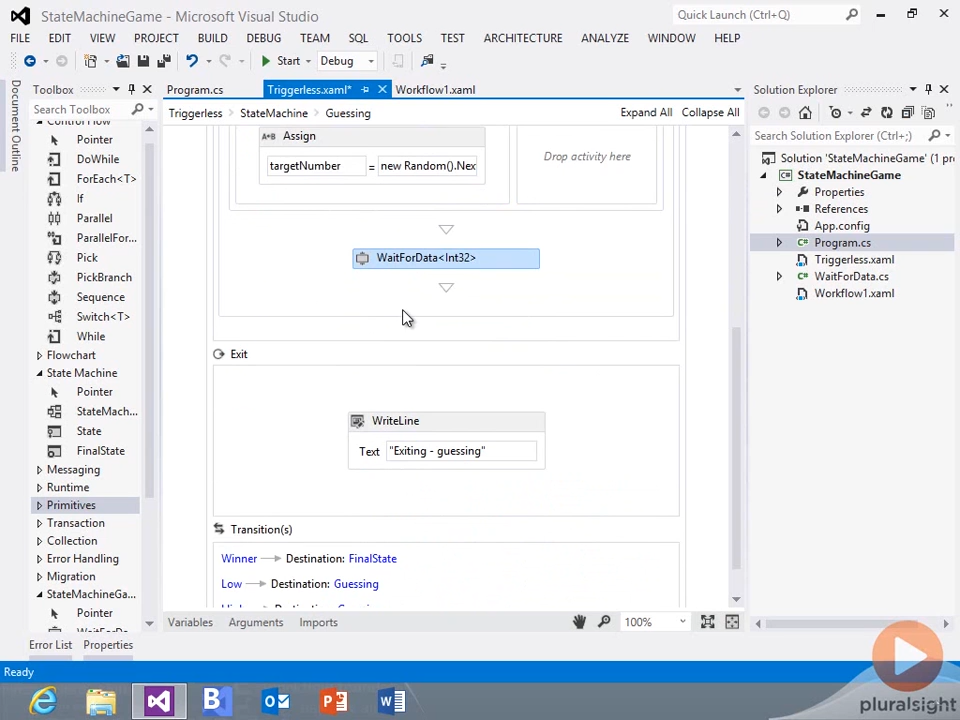 StateMachineGame - Microsoft Visual Studio
Quick Launch (Ctrl+Q)
FILE EDIT VIEW PROJECT BUILD DEBUG TEAM SQL TOOLS TEST ARCHITECTURE ANALYZE WINDOW HELP
Start Debug
Document Outline
Toolbox
Search Toolbox
Control Flow
Pointer
DoWhile
ForEach<T>
If
Parallel
ParallelFor...
Pick
PickBranch
Sequence
Switch<T>
While
Flowchart
State Machine
Pointer
StateMach...
State
FinalState
Messaging
Runtime
Primitives
Transaction
Collection
Error Handling
Migration
StateMachineGa...
Pointer
WaitForDa...
Error List Properties
Program.cs Triggerless.xaml* Workflow1.xaml
Triggerless StateMachine Guessing Expand All Collapse All
A+B Assign
targetNumber = new Random().Nex
Drop activity here
WaitForData<Int32>
Exit
WriteLine
Text "Exiting - guessing"
Transition(s)
Winner Destination: FinalState
Low Destination: Guessing
Variables Arguments Imports 100%
Solution Explorer
Search Solution Explorer (Ctrl+;)
Solution 'StateMachineGame' (1 pr
StateMachineGame
Properties
References
App.config
C# Program.cs
Triggerless.xaml
C# WaitForData.cs
Workflow1.xaml
Ready
pluralsight